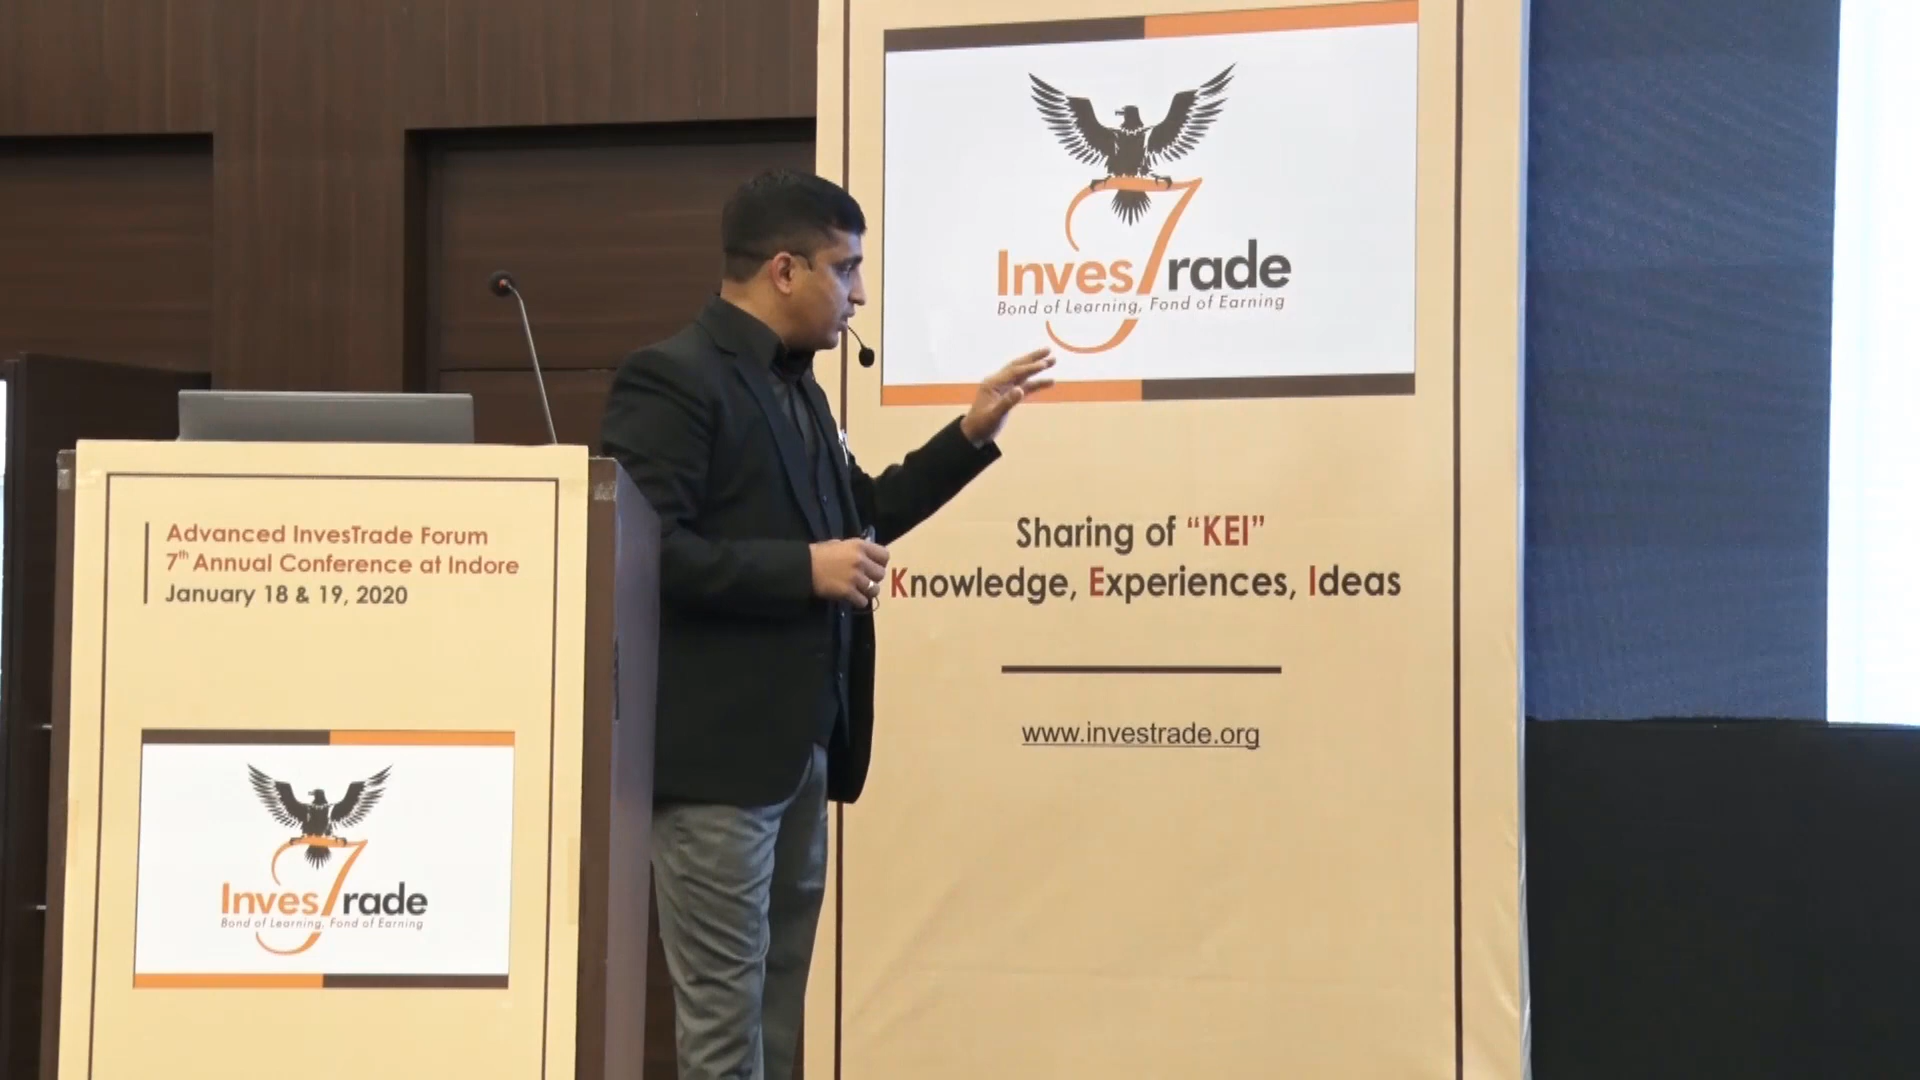 Advanced InvesTrade Forum
7th Annual Conference at Indore
January 18 & 19, 2020
InvesTrade
Bond of Learning, Fond of Earning
InvesTrade
Bond of Learning, Fond of Earning
Sharing of “KEI”
Knowledge, Experiences, Ideas
www.investrade.org